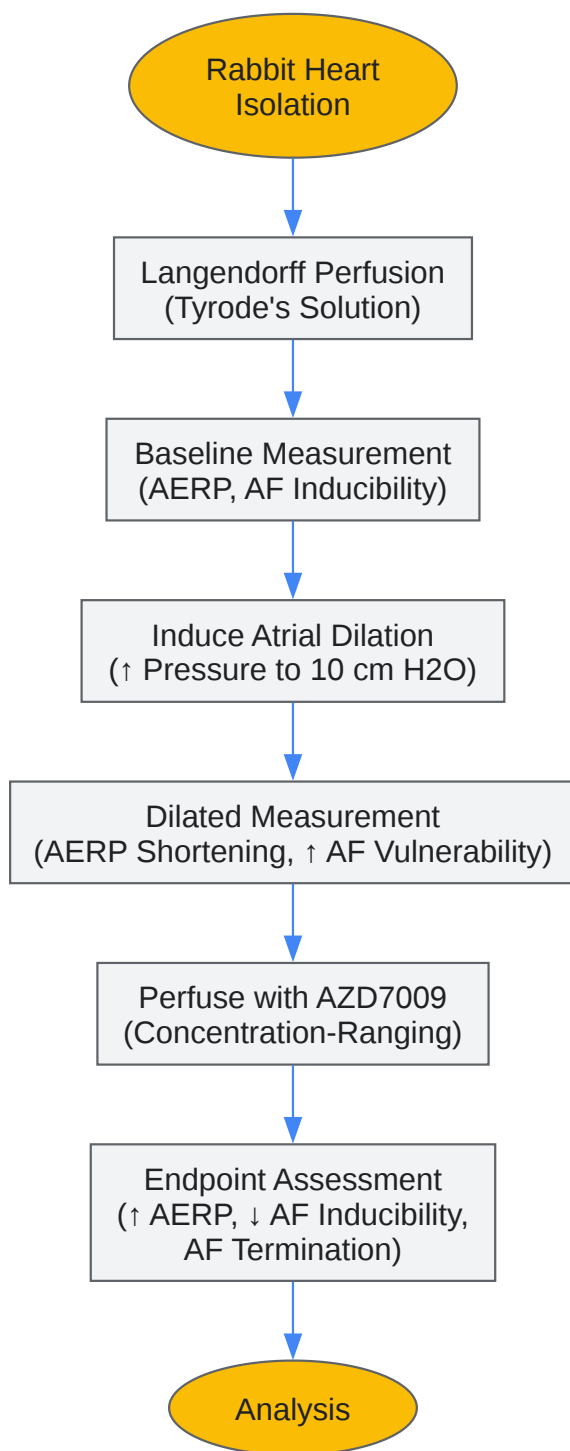 Rabbit Heart
Isolation
Langendorff Perfusion
(Tyrode's Solution)
Baseline Measurement
(AERP, AF Inducibility)
Induce Atrial Dilation
(↑ Pressure to 10 cm H2O)
Dilated Measurement
(AERP Shortening, ↑ AF Vulnerability)
Perfuse with AZD7009
(Concentration-Ranging)
Endpoint Assessment
(↑ AERP, ↓ AF Inducibility,
AF Termination)
Analysis